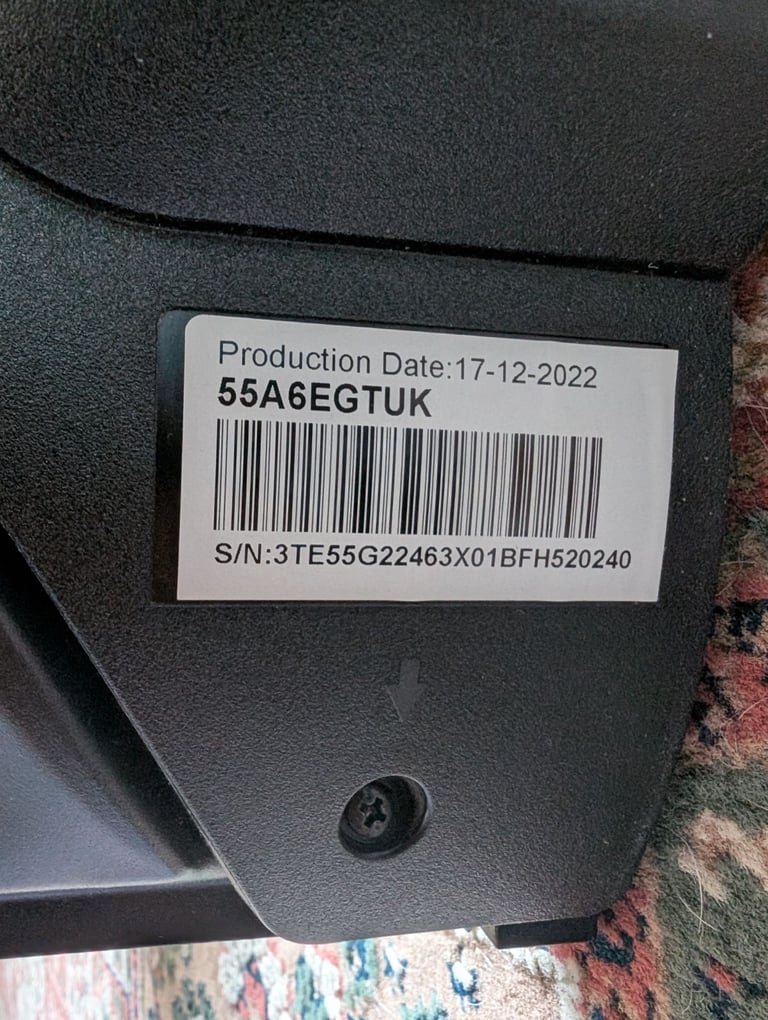 Production Date:17-12-2022
55A6EGTUK
S/N:3TE55G22463X01BFH520240